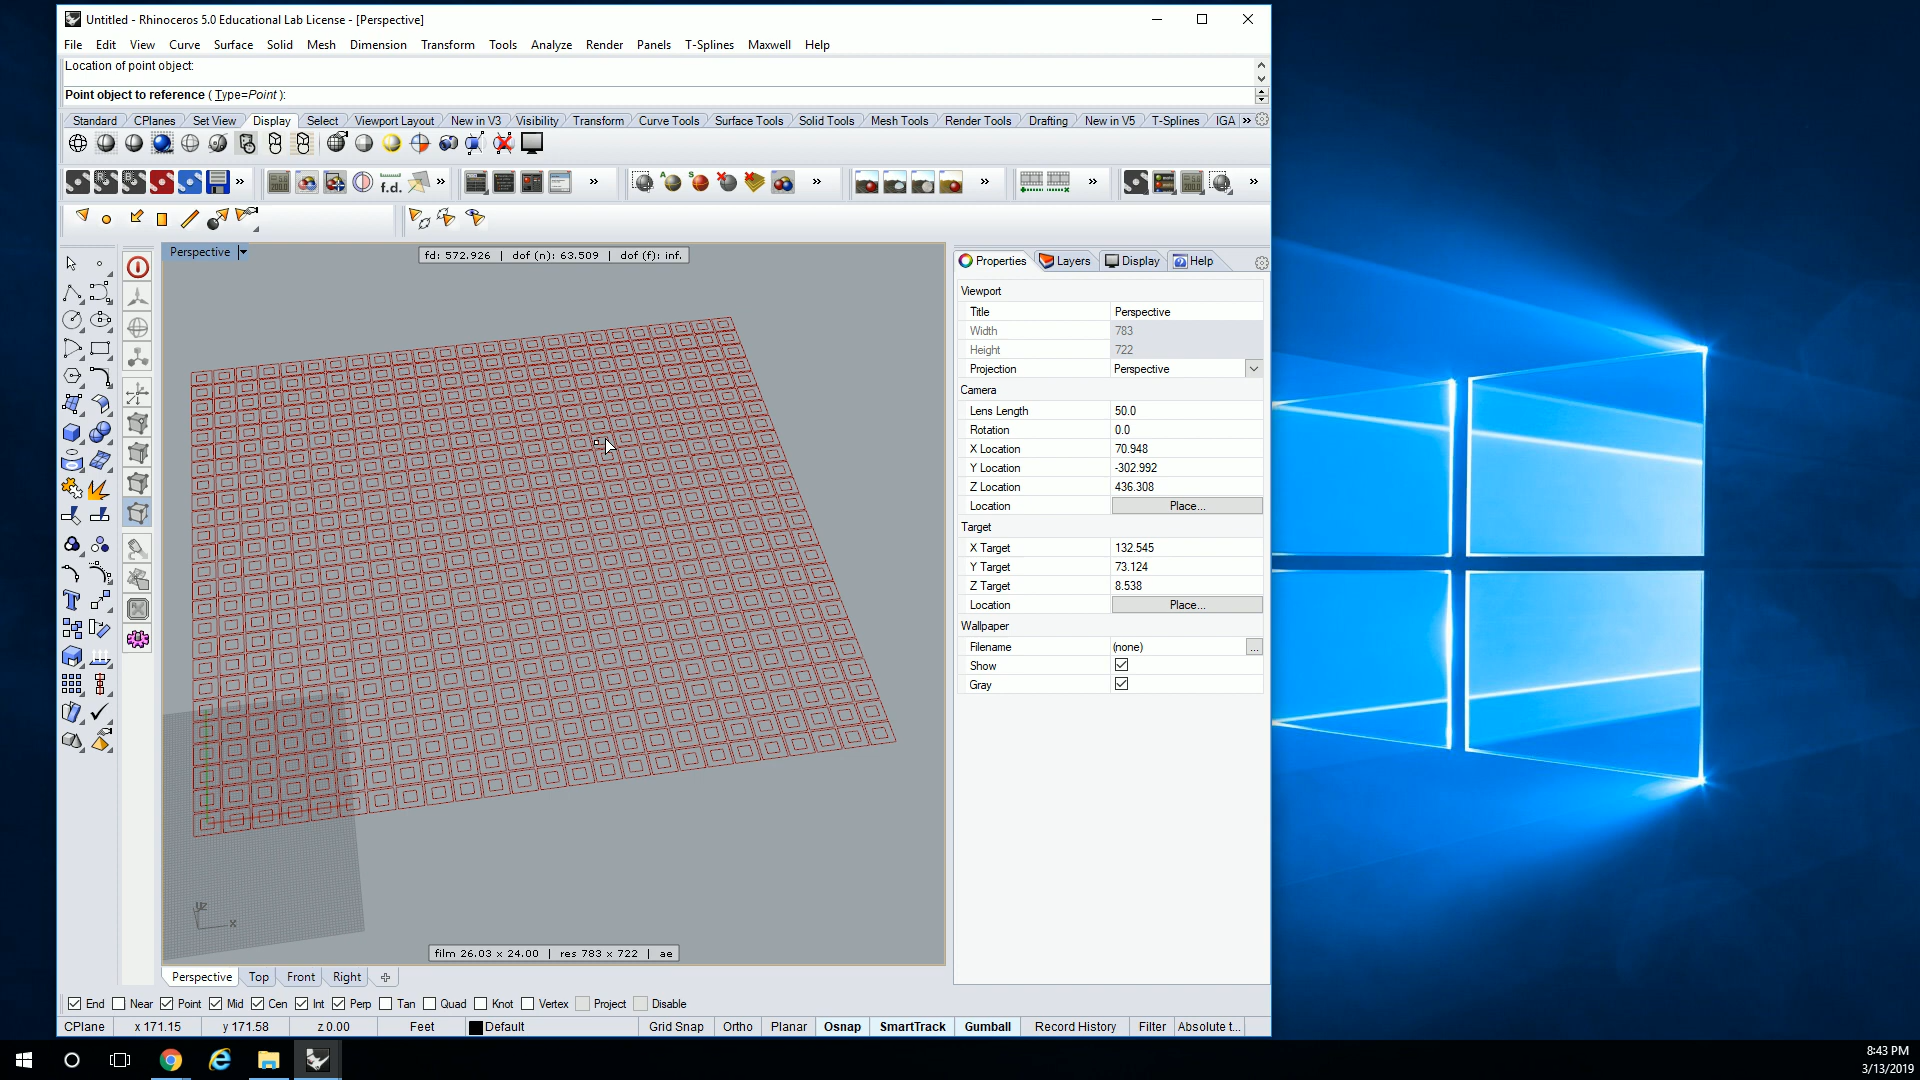 Untitled - Rhinoceros 5.0 Educational Lab License - [Perspective]
File Edit View Curve Surface Solid Mesh Dimension Transform Tools Analyze Render Panels T-Splines Maxwell Help
Location of point object:
Point object to reference ( Type=Point ):
Standard CPlanes Set View Display Select Viewport Layout New in V3 Visibility Transform Curve Tools Surface Tools Solid Tools Mesh Tools Render Tools Drafting New in V5 T-Splines IGA »
f.d.
Perspective
fd: 572.926 | dof (n): 63.509 | dof (f): inf.
Properties Layers Display Help
Viewport
Title Perspective
Width 783
Height 722
Projection Perspective
Camera
Lens Length 50.0
Rotation 0.0
X Location 70.948
Y Location -302.992
Z Location 436.308
Location Place...
Target
X Target 132.545
Y Target 73.124
Z Target 8.538
Location Place...
Wallpaper
Filename (none) ...
Show
Gray
x
film 26.03 x 24.00 | res 783 x 722 | ae
Perspective Top Front Right
End Near Point Mid Cen Int Perp Tan Quad Knot Vertex Project Disable
CPlane x 171.15 y 171.58 z 0.00 Feet Default Grid Snap Ortho Planar Osnap SmartTrack Gumball Record History Filter Absolute t...
8:43 PM
3/13/2019